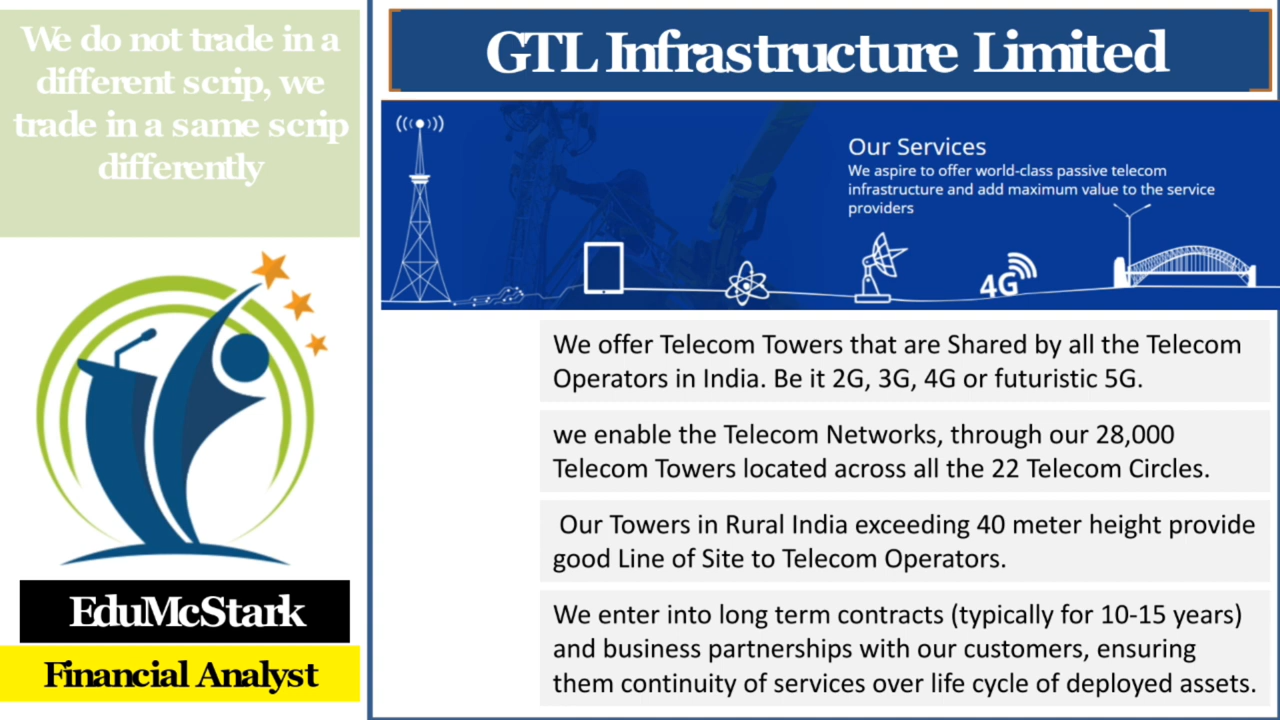 We do not trade in a
different scrip, we
trade in a same scrip
differently
EduMcStark
Financial Analyst
GTL Infrastructure Limited
Our Services
We aspire to offer world-class passive telecom
infrastructure and add maximum value to the service
providers
4G
We offer Telecom Towers that are Shared by all the Telecom
Operators in India. Be it 2G, 3G, 4G or futuristic 5G.
we enable the Telecom Networks, through our 28,000
Telecom Towers located across all the 22 Telecom Circles.
Our Towers in Rural India exceeding 40 meter height provide
good Line of Site to Telecom Operators.
We enter into long term contracts (typically for 10-15 years)
and business partnerships with our customers, ensuring
them continuity of services over life cycle of deployed assets.